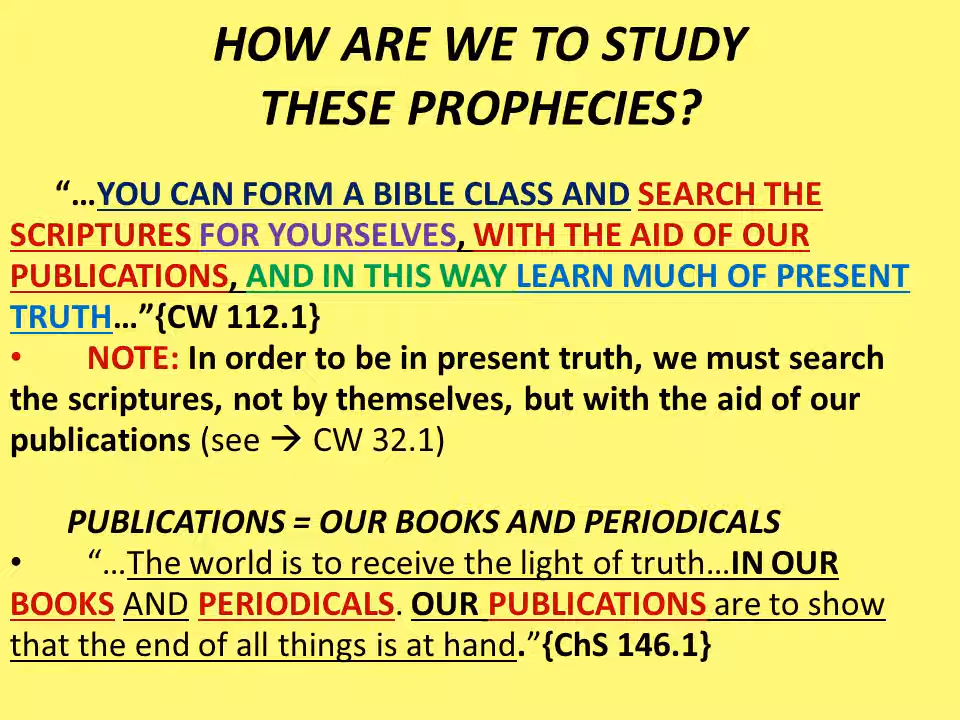 HOW ARE WE TO STUDY
THESE PROPHECIES?
“…YOU CAN FORM A BIBLE CLASS AND SEARCH THE
SCRIPTURES FOR YOURSELVES, WITH THE AID OF OUR
PUBLICATIONS, AND IN THIS WAY LEARN MUCH OF PRESENT
TRUTH…”{CW 112.1}
• NOTE: In order to be in present truth, we must search
the scriptures, not by themselves, but with the aid of our
publications (see → CW 32.1)
PUBLICATIONS = OUR BOOKS AND PERIODICALS
• “…The world is to receive the light of truth…IN OUR
BOOKS AND PERIODICALS. OUR PUBLICATIONS are to show
that the end of all things is at hand.”{ChS 146.1}